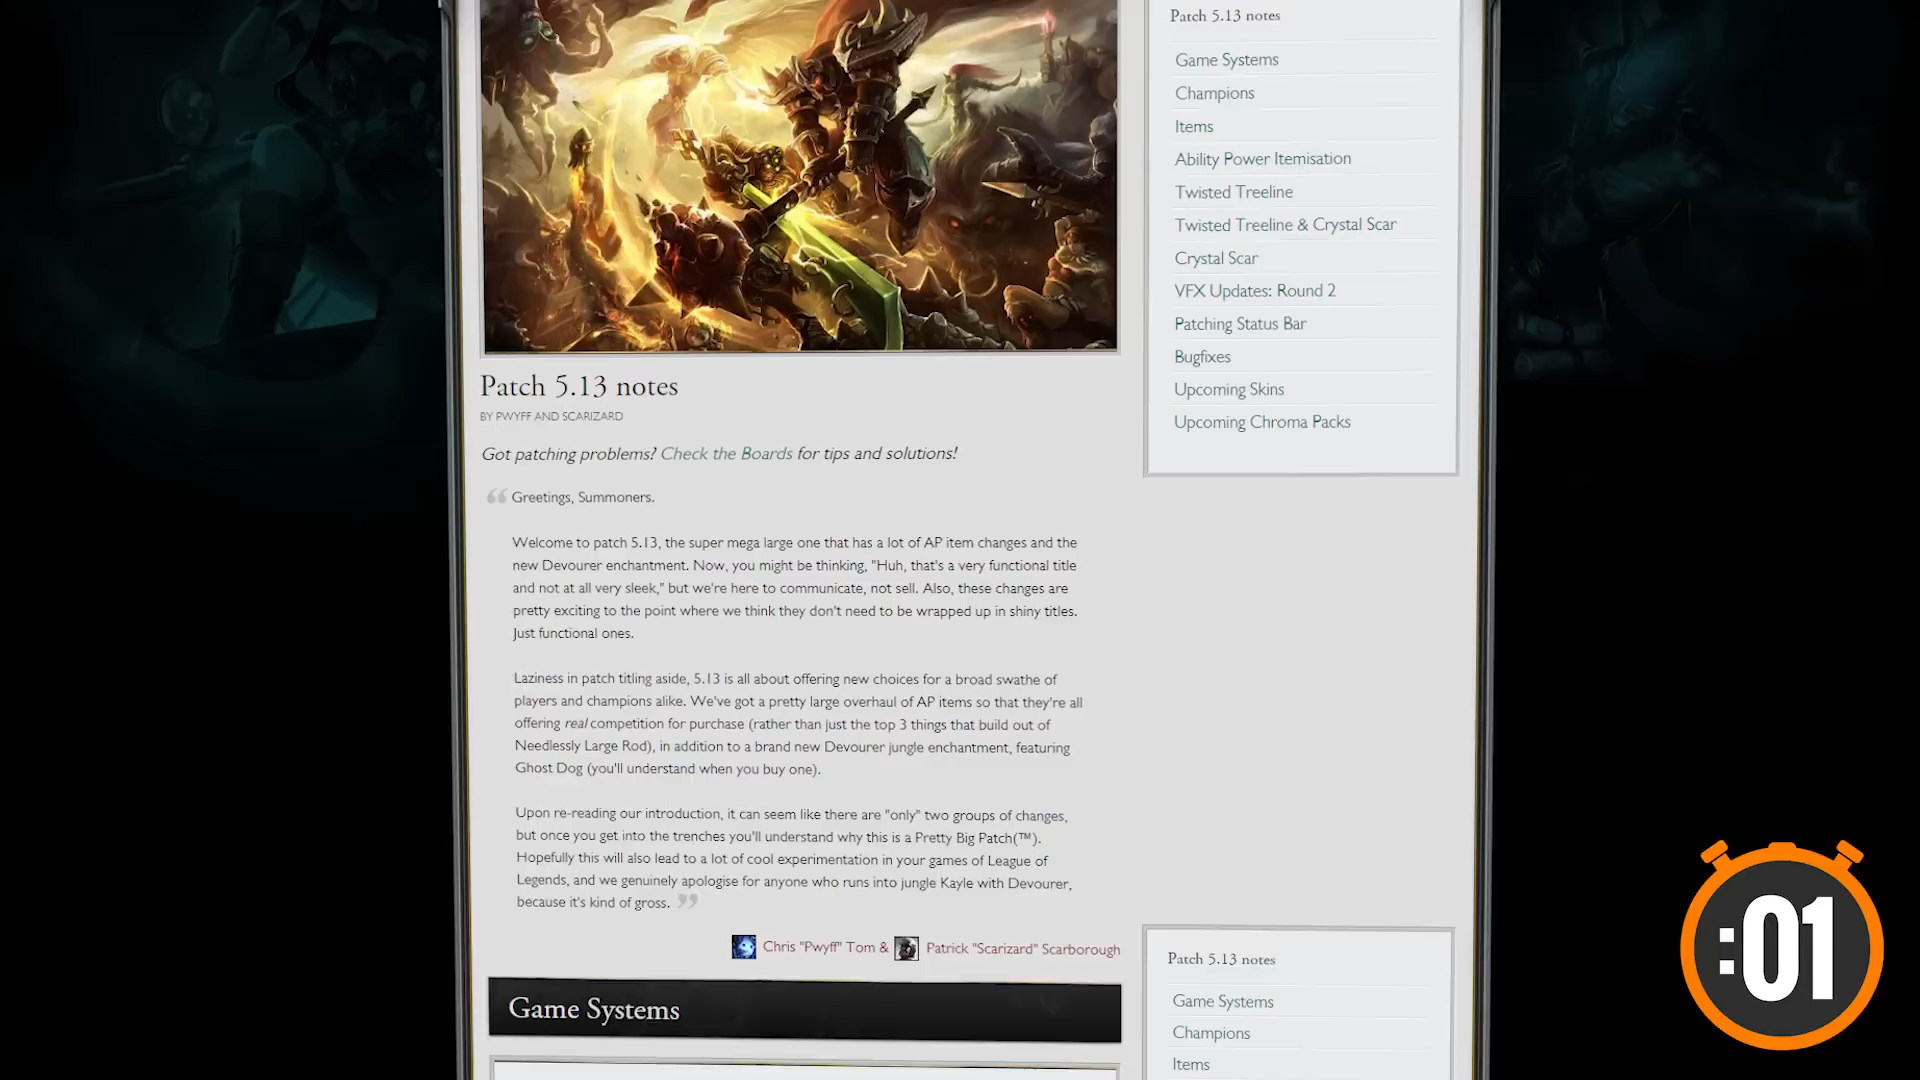 Patch 5.13 notes
Game Systems
Champions
Items
Ability Power Itemisation
Twisted Treeline
Twisted Treeline & Crystal Scar
Crystal Scar
VFX Updates: Round 2
Patching Status Bar
Bugfixes
Upcoming Skins
Upcoming Chroma Packs
Patch 5.13 notes
BY PWYFF AND SCARIZARD
Got patching problems? Check the Boards for tips and solutions!
“ Greetings, Summoners.
Welcome to patch 5.13, the super mega large one that has a lot of AP item changes and the
new Devourer enchantment. Now, you might be thinking, "Huh, that's a very functional title
and not at all very sleek," but we're here to communicate, not sell. Also, these changes are
pretty exciting to the point where we think they don't need to be wrapped up in shiny titles.
Just functional ones.
Laziness in patch titling aside, 5.13 is all about offering new choices for a broad swathe of
players and champions alike. We've got a pretty large overhaul of AP items so that they're all
offering real competition for purchase (rather than just the top 3 things that build out of
Needlessly Large Rod), in addition to a brand new Devourer jungle enchantment, featuring
Ghost Dog (you'll understand when you buy one).
Upon re-reading our introduction, it can seem like there are "only" two groups of changes,
but once you get into the trenches you'll understand why this is a Pretty Big Patch(™).
Hopefully this will also lead to a lot of cool experimentation in your games of League of
Legends, and we genuinely apologise for anyone who runs into jungle Kayle with Devourer,
because it's kind of gross. ”
Chris "Pwyff" Tom & Patrick "Scarizard" Scarborough
Game Systems
Patch 5.13 notes
Game Systems
Champions
Items
:01